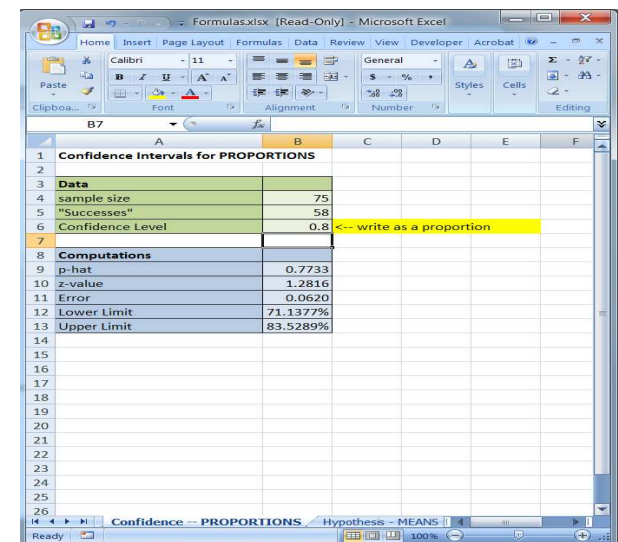 Formulas.xlsx [Read-Only] - Microsoft Excel
Home Insert Page Layout Formulas Data Review View Developer Acrobat
Calibri 11 General
B I U A A $ % ,
Paste Styles Cells
Clipboa... Font Alignment Number Editing
B7 fx
A B C D E F
1 Confidence Intervals for PROPORTIONS
2
3 Data
4 sample size 75
5 "Successes" 58
6 Confidence Level 0.8 <-- write as a proportion
7
8 Computations
9 p-hat 0.7733
10 z-value 1.2816
11 Error 0.0620
12 Lower Limit 71.1377%
13 Upper Limit 83.5289%
14
15
16
17
18
19
20
21
22
23
24
25
26
Confidence -- PROPORTIONS Hypothesis - MEANS
Ready 100%